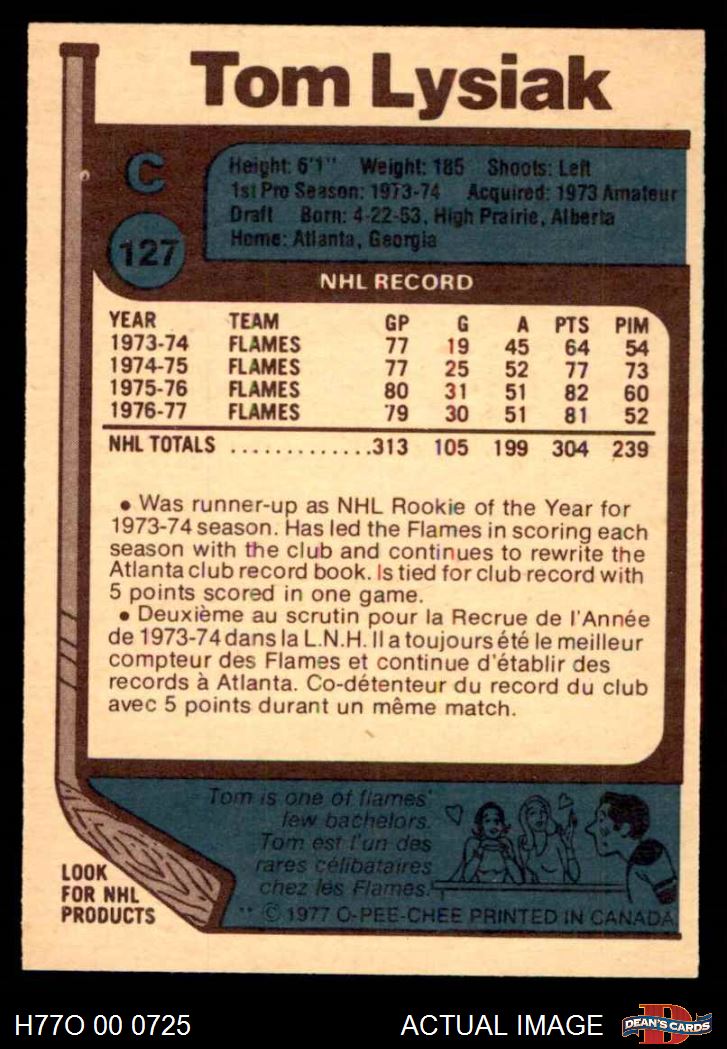 Tom Lysiak
C
127
Height: 6'1" Weight: 185 Shoots: Left
1st Pro Season: 1973-74 Acquired: 1973 Amateur
Draft Born: 4-22-53, High Prairie, Alberta
Home: Atlanta, Georgia
NHL RECORD
YEAR TEAM GP G A PTS PIM
1973-74 FLAMES 77 19 45 64 54
1974-75 FLAMES 77 25 52 77 73
1975-76 FLAMES 80 31 51 82 60
1976-77 FLAMES 79 30 51 81 52
NHL TOTALS .............313 105 199 304 239
• Was runner-up as NHL Rookie of the Year for
1973-74 season. Has led the Flames in scoring each
season with the club and continues to rewrite the
Atlanta club record book. Is tied for club record with
5 points scored in one game.
• Deuxième au scrutin pour la Recrue de l'Année
de 1973-74 dans la L.N.H. Il a toujours été le meilleur
compteur des Flames et continue d'établir des
records à Atlanta. Co-détenteur du record du club
avec 5 points durant un même match.
Tom is one of flames'
few bachelors.
Tom est l'un des
rares célibataires
chez les Flames.
LOOK
FOR NHL
PRODUCTS
** © 1977 O-PEE-CHEE PRINTED IN CANADA
H77O 00 0725 ACTUAL IMAGE
D
DEAN'S CARDS